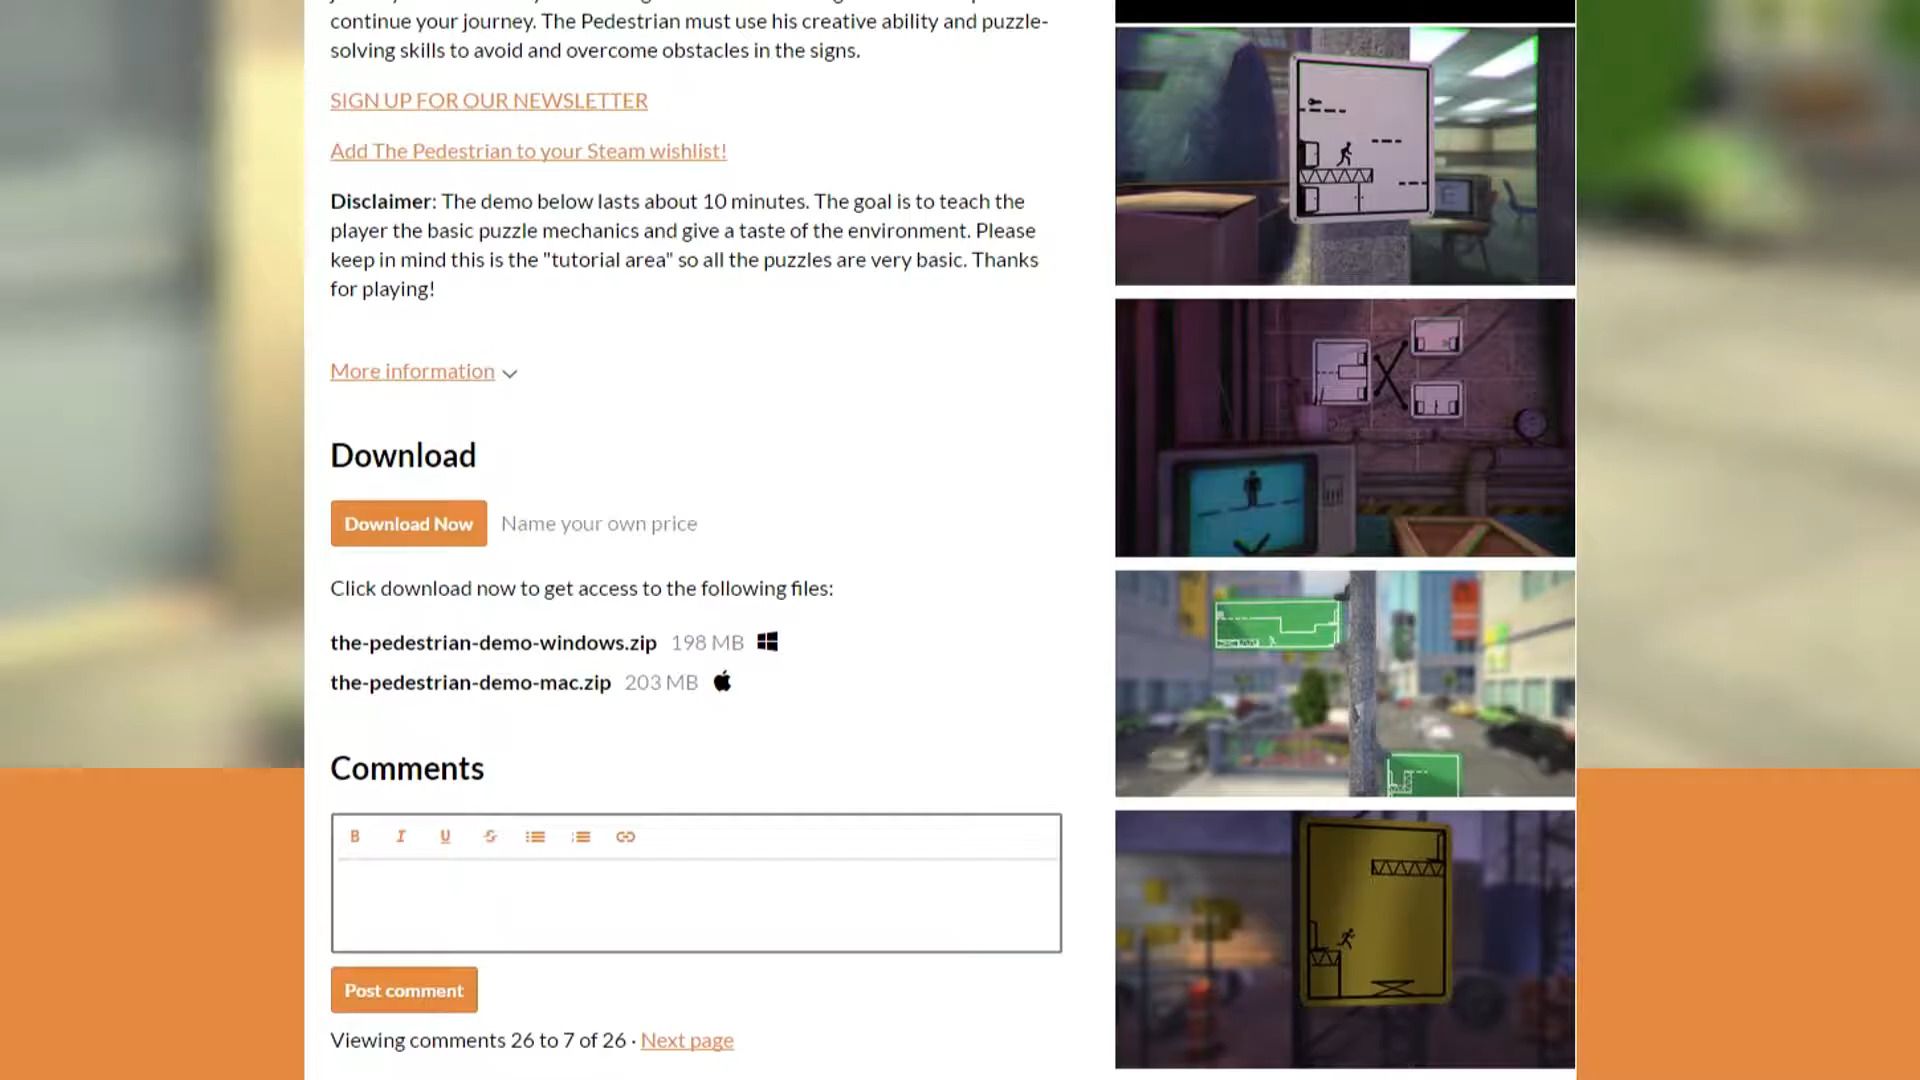 continue your journey. The Pedestrian must use his creative ability and puzzle-
solving skills to avoid and overcome obstacles in the signs.
SIGN UP FOR OUR NEWSLETTER
Add The Pedestrian to your Steam wishlist!
Disclaimer: The demo below lasts about 10 minutes. The goal is to teach the
player the basic puzzle mechanics and give a taste of the environment. Please
keep in mind this is the "tutorial area" so all the puzzles are very basic. Thanks
for playing!
More information
Download
Download Now Name your own price
Click download now to get access to the following files:
the-pedestrian-demo-windows.zip 198 MB
the-pedestrian-demo-mac.zip 203 MB
Comments
B I U S
Post comment
Viewing comments 26 to 7 of 26 · Next page